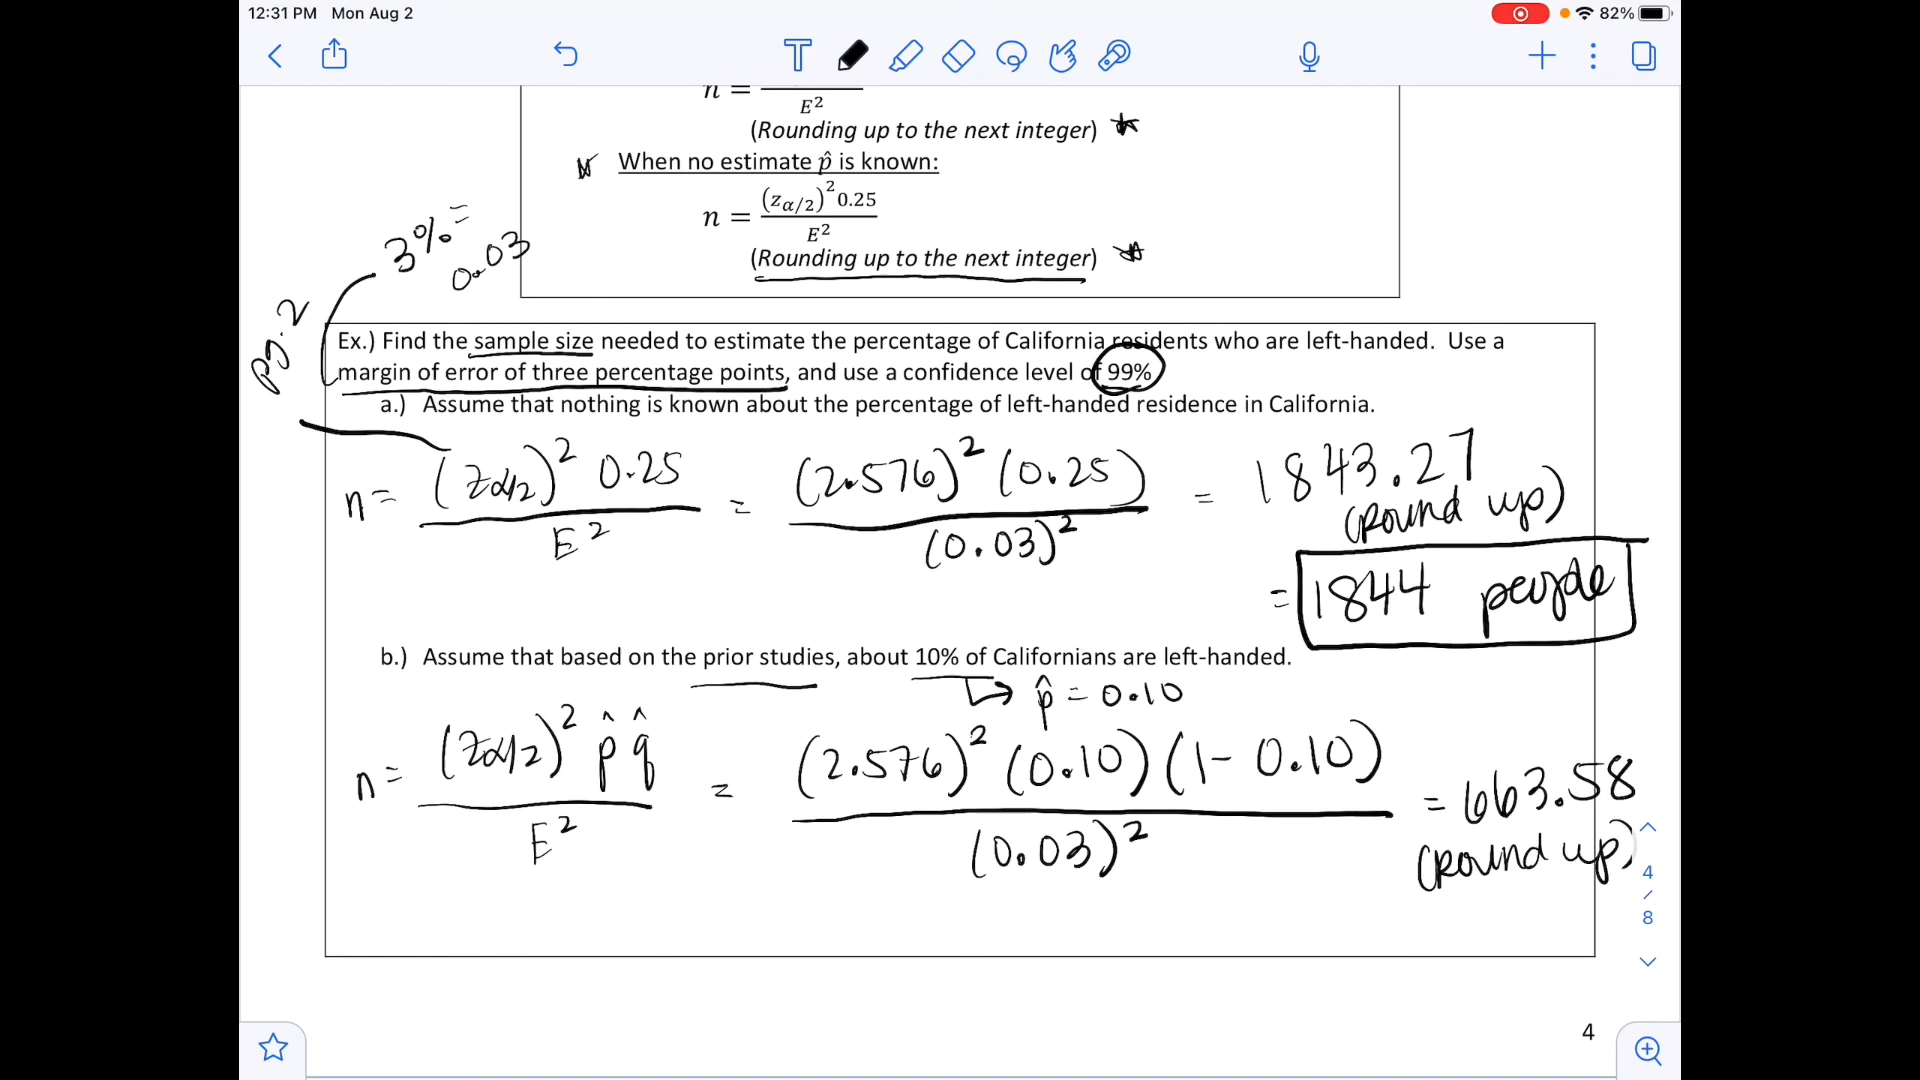 12:31 PM Mon Aug 2
82%
T
n =
E²
(Rounding up to the next integer)
When no estimate p̂ is known:
n = (zα/2)² 0.25 / E²
(Rounding up to the next integer)
3% =
0.03
pg. 2
Ex.) Find the sample size needed to estimate the percentage of California residents who are left-handed. Use a
margin of error of three percentage points, and use a confidence level of 99%
a.) Assume that nothing is known about the percentage of left-handed residence in California.
n = (zα/2)² 0.25 / E² = (2.576)² (0.25) / (0.03)² = 1843.27
(round up)
= 1844 people
b.) Assume that based on the prior studies, about 10% of Californians are left-handed.
p̂ = 0.10
n = (zα/2)² p̂ q̂ / E² = (2.576)² (0.10) (1 - 0.10) / (0.03)² = 663.58
(round up)
4
/
8
4